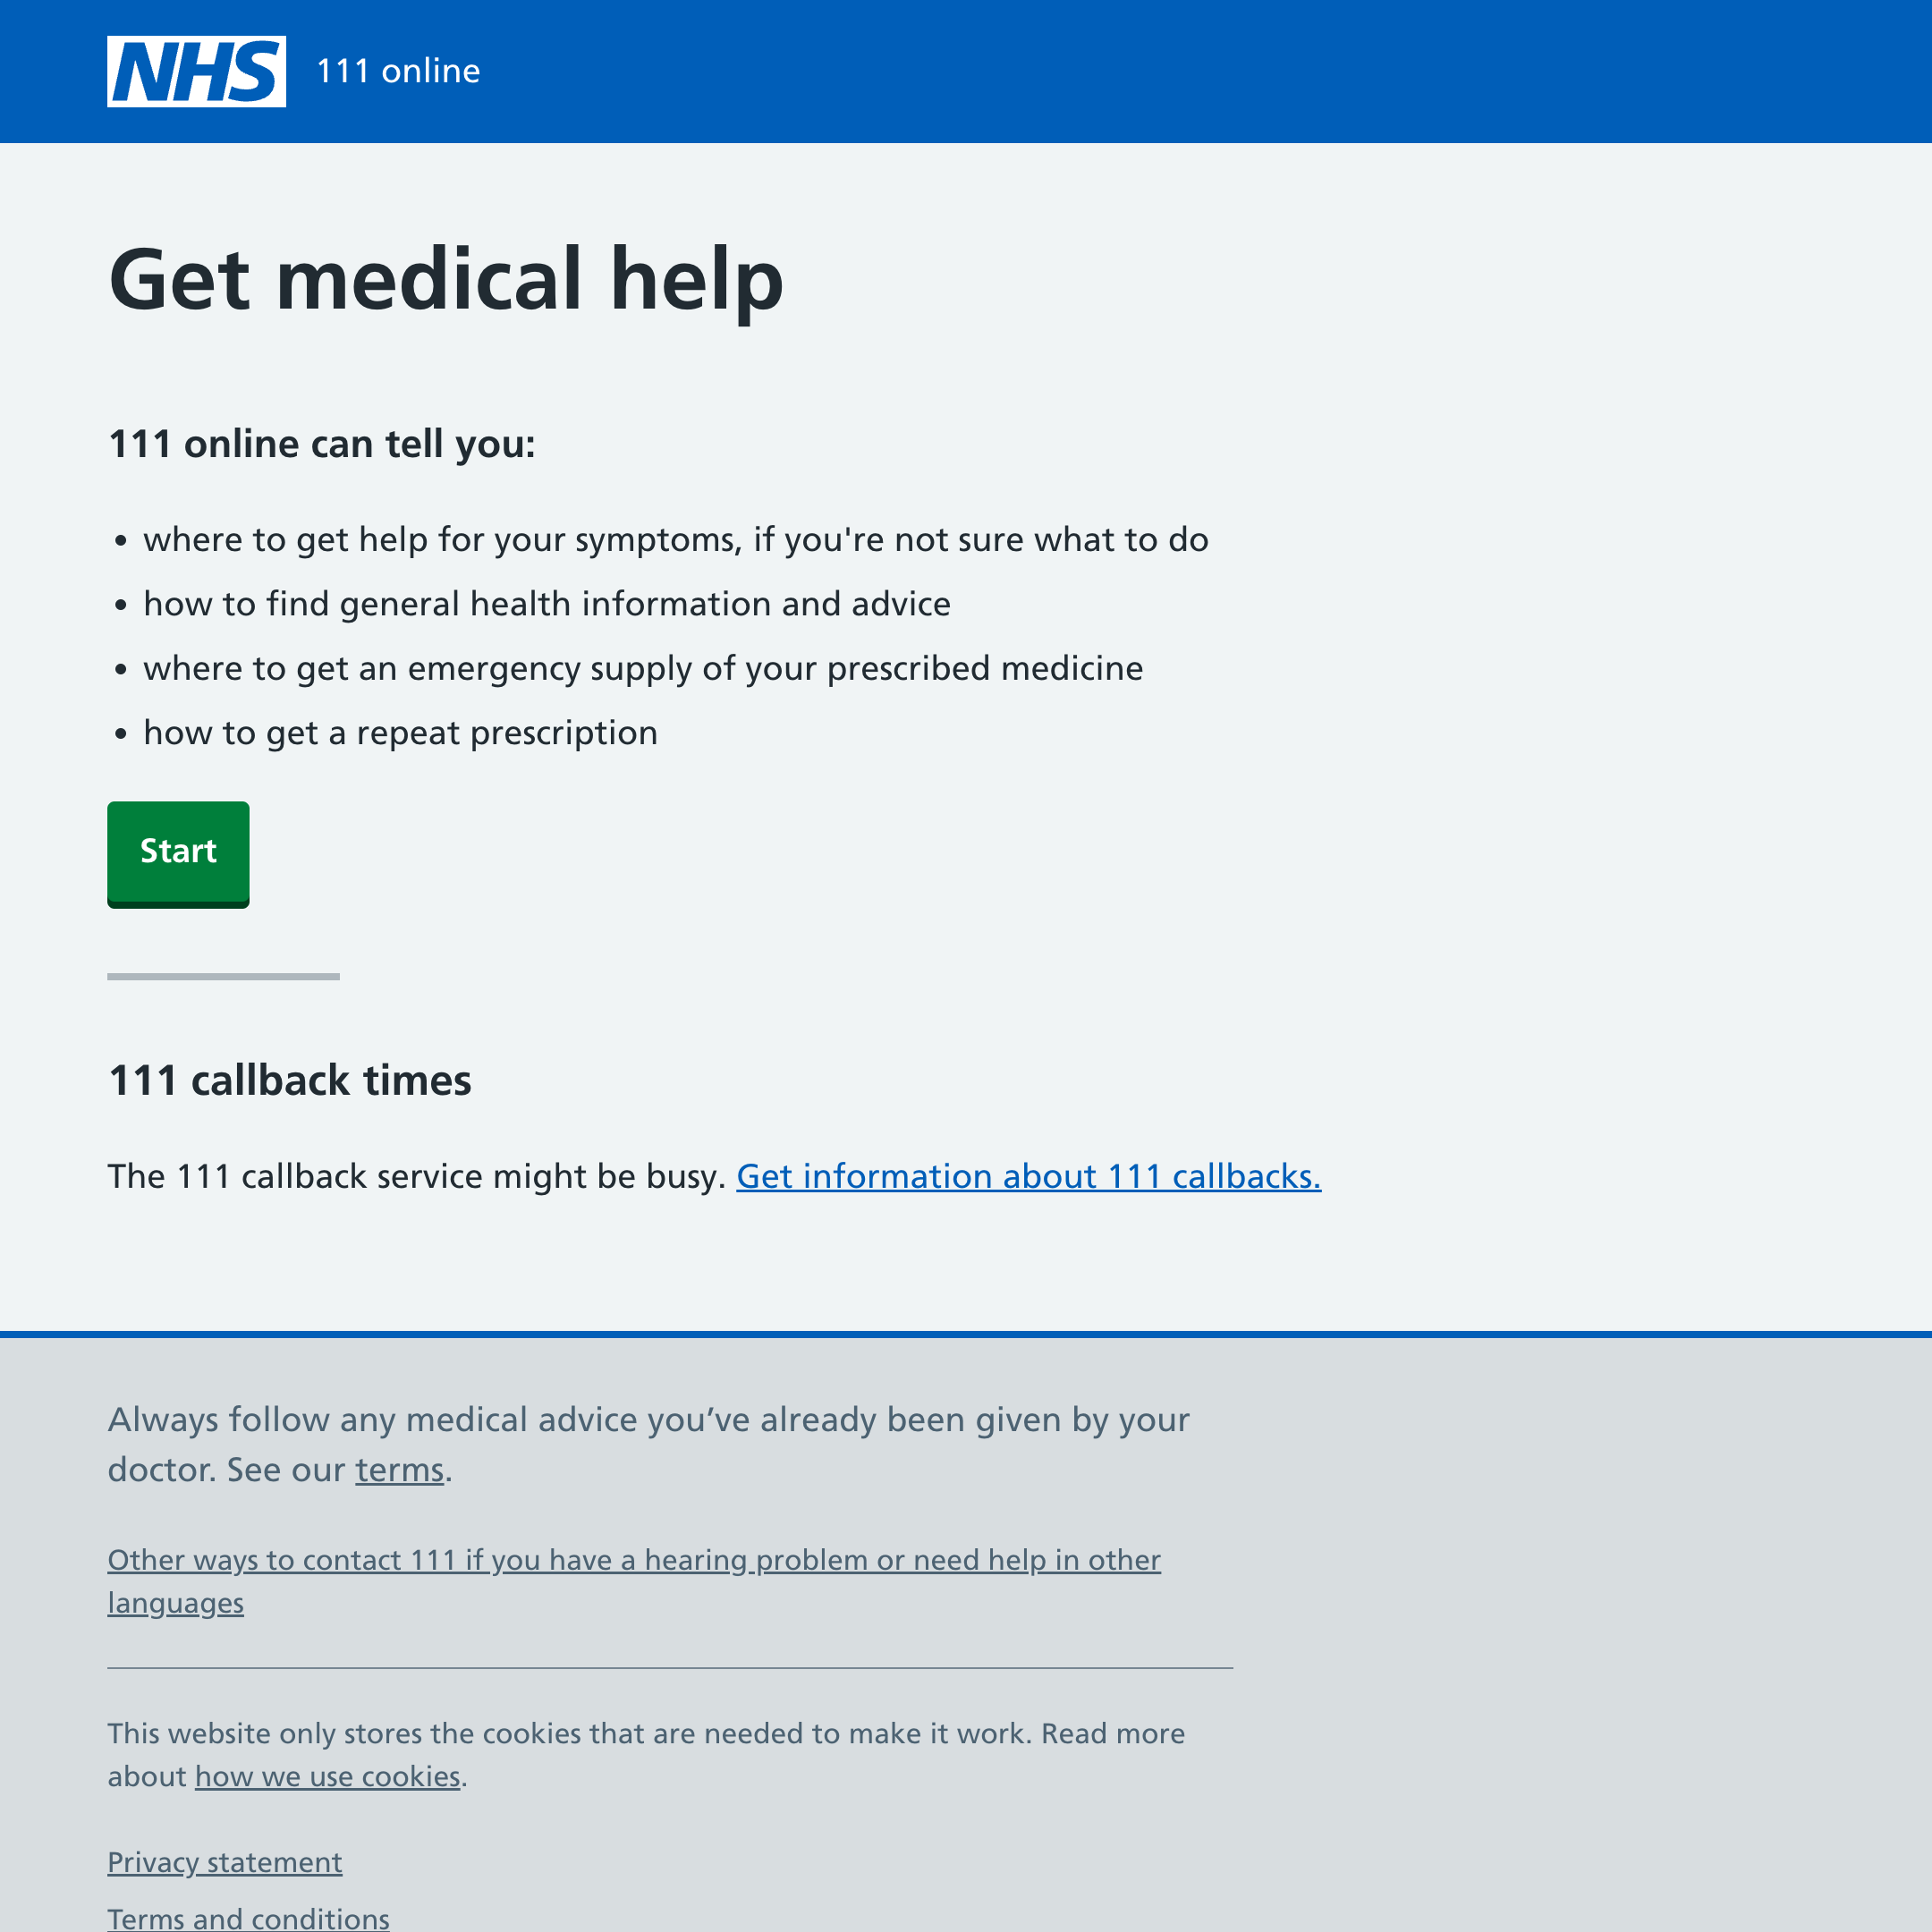 NHS 111 online
Get medical help
111 online can tell you:
• where to get help for your symptoms, if you're not sure what to do
• how to find general health information and advice
• where to get an emergency supply of your prescribed medicine
• how to get a repeat prescription
Start
111 callback times
The 111 callback service might be busy. Get information about 111 callbacks.
Always follow any medical advice you’ve already been given by your
doctor. See our terms.
Other ways to contact 111 if you have a hearing problem or need help in other
languages
This website only stores the cookies that are needed to make it work. Read more
about how we use cookies.
Privacy statement
Terms and conditions